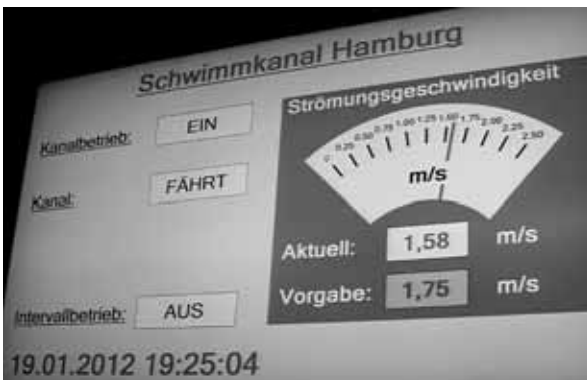 Schwimmkanal Hamburg
Kanalbetrieb: EIN
Kanal: FÄHRT
Intervallbetrieb: AUS
19.01.2012 19:25:04
Strömungsgeschwindigkeit
0 0.25 0.50 0.75 1.00 1.25 1.50 1.75 2.00 2.25 2.50
m/s
Aktuell: 1,58 m/s
Vorgabe: 1,75 m/s